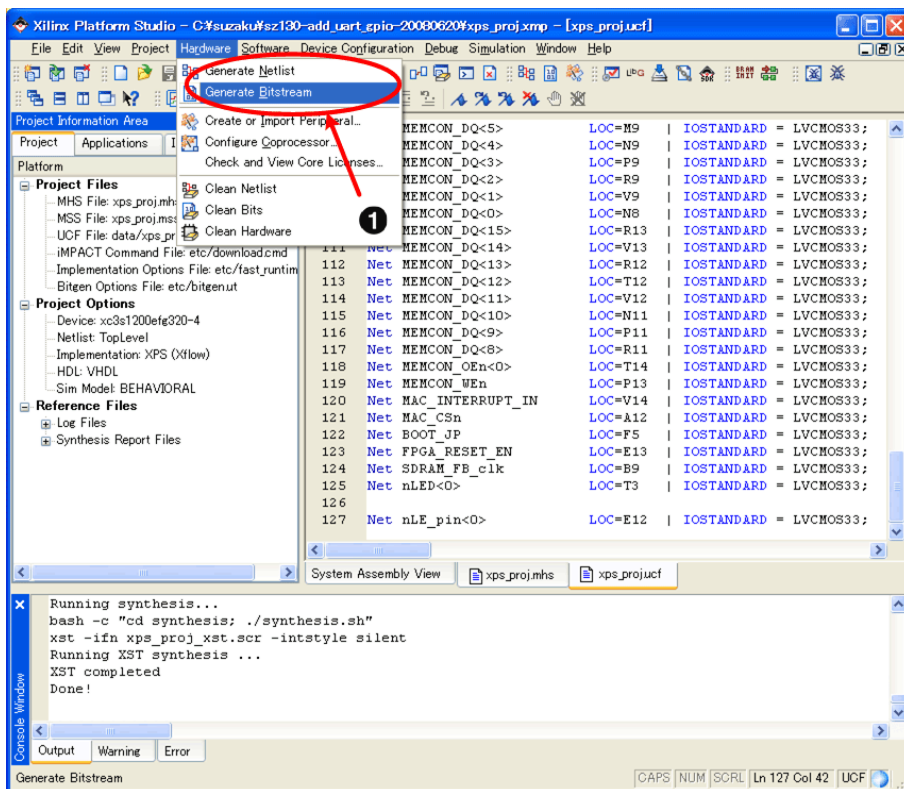 Xilinx Platform Studio - C:¥suzaku¥sz130-add_uart_gpio-20080620¥xps_proj.xmp - [xps_proj.ucf]
File Edit View Project Hardware Software Device Configuration Debug Simulation Window Help
Generate Netlist
Generate Bitstream
Create or Import Peripheral...
Configure Coprocessor...
Check and View Core Licenses...
Clean Netlist
Clean Bits
Clean Hardware
1
Project Information Area
Project Applications I
Platform
Project Files
MHS File: xps_proj.mh
MSS File: xps_proj.mss
UCF File: data/xps_pr
iMPACT Command File: etc/download.cmd
Implementation Options File: etc/fast_runtim
Bitgen Options File: etc/bitgen.ut
Project Options
Device: xc3s1200efg320-4
Netlist: TopLevel
Implementation: XPS (Xflow)
HDL: VHDL
Sim Model: BEHAVIORAL
Reference Files
Log Files
Synthesis Report Files
MEMCON_DQ<5> LOC=M9 | IOSTANDARD = LVCMOS33;
MEMCON_DQ<4> LOC=N9 | IOSTANDARD = LVCMOS33;
MEMCON_DQ<3> LOC=P9 | IOSTANDARD = LVCMOS33;
MEMCON_DQ<2> LOC=R9 | IOSTANDARD = LVCMOS33;
MEMCON_DQ<1> LOC=V9 | IOSTANDARD = LVCMOS33;
MEMCON_DQ<0> LOC=N8 | IOSTANDARD = LVCMOS33;
MEMCON_DQ<15> LOC=R13 | IOSTANDARD = LVCMOS33;
111 Net MEMCON_DQ<14> LOC=V13 | IOSTANDARD = LVCMOS33;
112 Net MEMCON_DQ<13> LOC=R12 | IOSTANDARD = LVCMOS33;
113 Net MEMCON_DQ<12> LOC=T12 | IOSTANDARD = LVCMOS33;
114 Net MEMCON_DQ<11> LOC=V12 | IOSTANDARD = LVCMOS33;
115 Net MEMCON_DQ<10> LOC=N11 | IOSTANDARD = LVCMOS33;
116 Net MEMCON_DQ<9> LOC=P11 | IOSTANDARD = LVCMOS33;
117 Net MEMCON_DQ<8> LOC=R11 | IOSTANDARD = LVCMOS33;
118 Net MEMCON_OEn<0> LOC=T14 | IOSTANDARD = LVCMOS33;
119 Net MEMCON_WEn LOC=P13 | IOSTANDARD = LVCMOS33;
120 Net MAC_INTERRUPT_IN LOC=V14 | IOSTANDARD = LVCMOS33;
121 Net MAC_CSn LOC=A12 | IOSTANDARD = LVCMOS33;
122 Net BOOT_JP LOC=F5 | IOSTANDARD = LVCMOS33;
123 Net FPGA_RESET_EN LOC=E13 | IOSTANDARD = LVCMOS33;
124 Net SDRAM_FB_clk LOC=B9 | IOSTANDARD = LVCMOS33;
125 Net nLED<0> LOC=T3 | IOSTANDARD = LVCMOS33;
126
127 Net nLE_pin<0> LOC=E12 | IOSTANDARD = LVCMOS33;
System Assembly View xps_proj.mhs xps_proj.ucf
Running synthesis...
bash -c "cd synthesis; ./synthesis.sh"
xst -ifn xps_proj_xst.scr -intstyle silent
Running XST synthesis ...
XST completed
Done!
Console Window
Output Warning Error
Generate Bitstream CAPS NUM SCRL Ln 127 Col 42 UCF